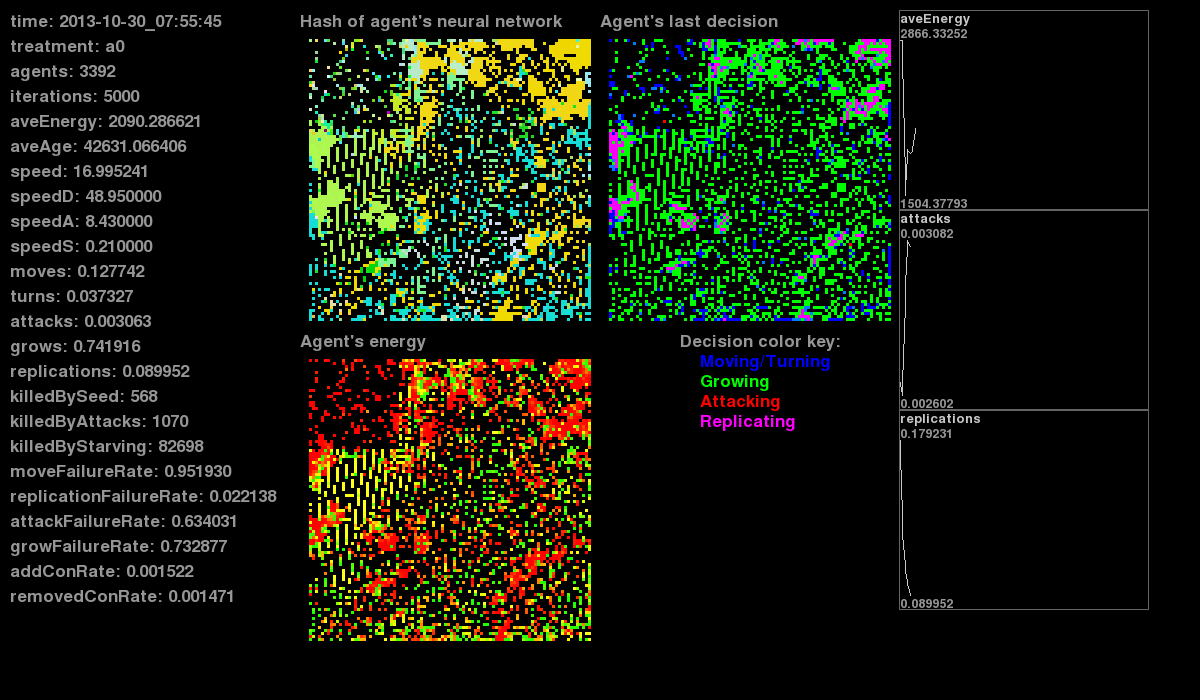 time: 2013-10-30_07:55:45
treatment: a0
agents: 3392
iterations: 5000
aveEnergy: 2090.286621
aveAge: 42631.066406
speed: 16.995241
speedD: 48.950000
speedA: 8.430000
speedS: 0.210000
moves: 0.127742
turns: 0.037327
attacks: 0.003063
grows: 0.741916
replications: 0.089952
killedBySeed: 568
killedByAttacks: 1070
killedByStarving: 82698
moveFailureRate: 0.951930
replicationFailureRate: 0.022138
attackFailureRate: 0.634031
growFailureRate: 0.732877
addConRate: 0.001522
removedConRate: 0.001471
Hash of agent's neural network
Agent's last decision
Agent's energy
Decision color key:
Moving/Turning
Growing
Attacking
Replicating
aveEnergy
2866.33252
1504.37793
attacks
0.003082
0.002602
replications
0.179231
0.089952